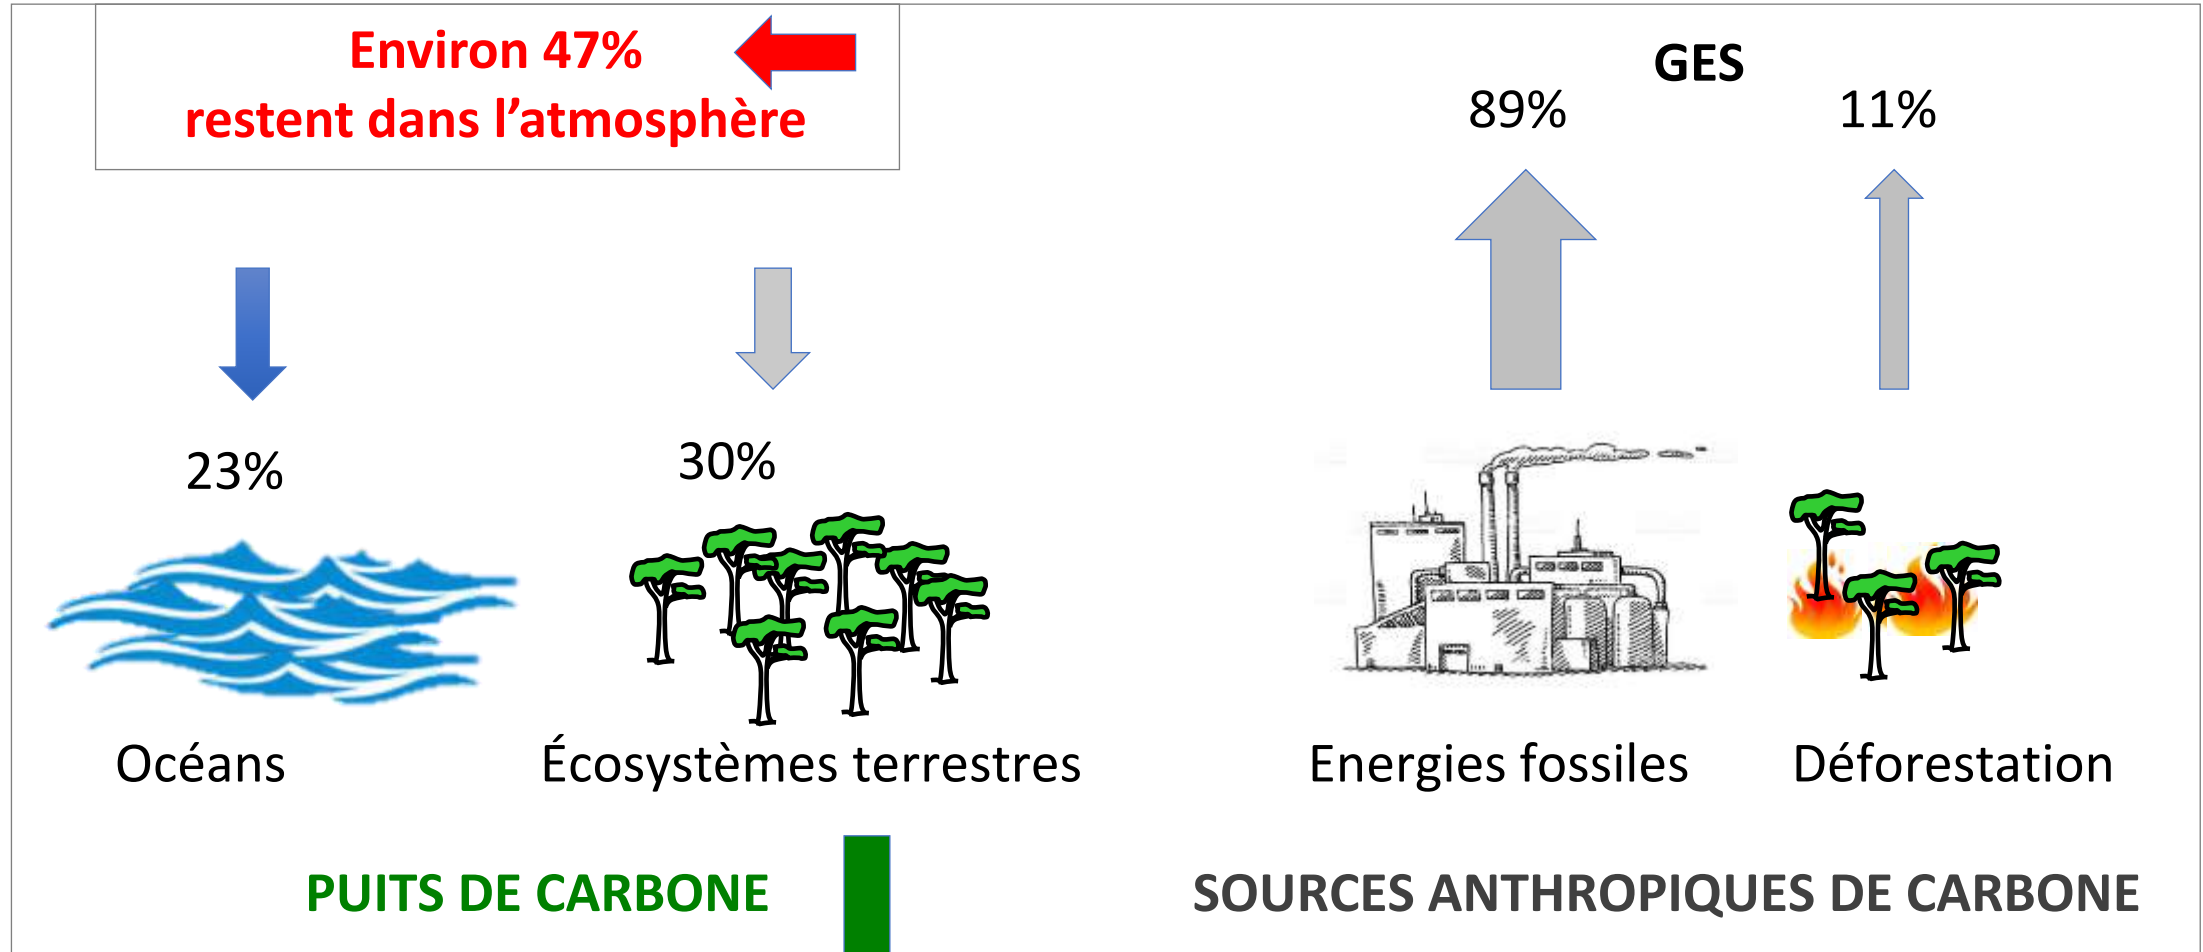 Environ 47%
restent dans l’atmosphère
GES
89%
11%
23%
30%
Océans
Écosystèmes terrestres
Energies fossiles
Déforestation
PUITS DE CARBONE
SOURCES ANTHROPIQUES DE CARBONE